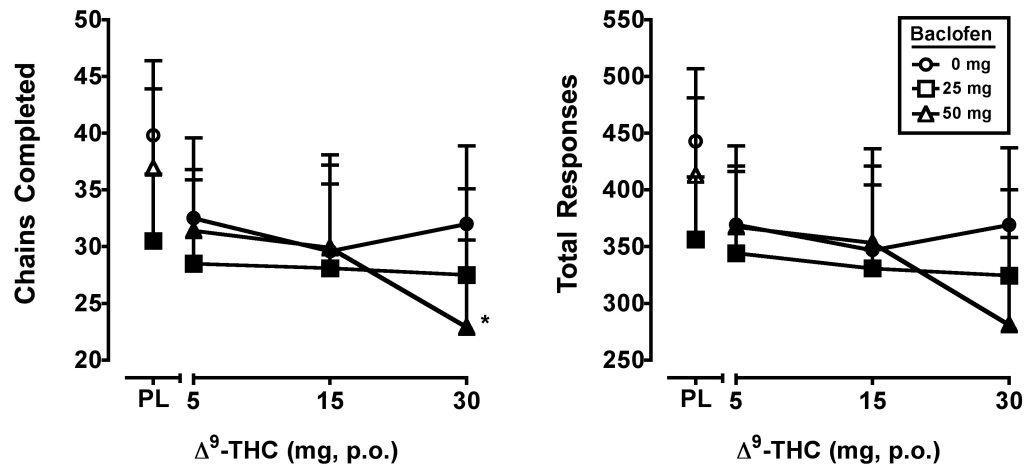 Chains Completed
50
45
40
35
30
25
20
*
PL 5 15 30
Δ⁹-THC (mg, p.o.)
Total Responses
550
500
450
400
350
300
250
Baclofen
0 mg
25 mg
50 mg
PL 5 15 30
Δ⁹-THC (mg, p.o.)